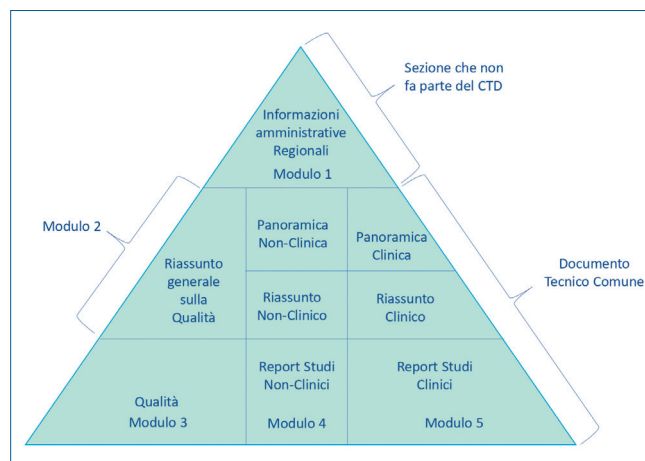 Sezione che non
fa parte del CTD
Informazioni
amministrative
Regionali
Modulo 1
Modulo 2
Panoramica
Non-Clinica
Panoramica
Clinica
Riassunto
generale
sulla
Qualità
Documento
Tecnico Comune
Riassunto
Non-Clinico
Riassunto
Clinico
Qualità
Modulo 3
Report Studi
Non-Clinici
Modulo 4
Report Studi
Clinici
Modulo 5